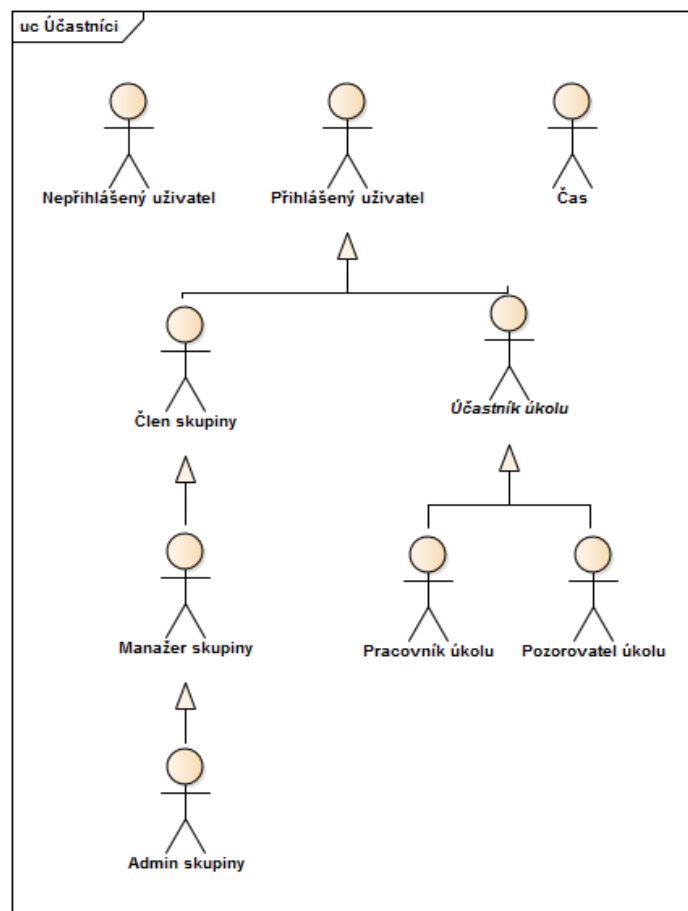 uc Účastníci
Nepřihlášený uživatel
Přihlášený uživatel
Čas
Člen skupiny
Účastník úkolu
Manažer skupiny
Pracovník úkolu
Pozorovatel úkolu
Admin skupiny